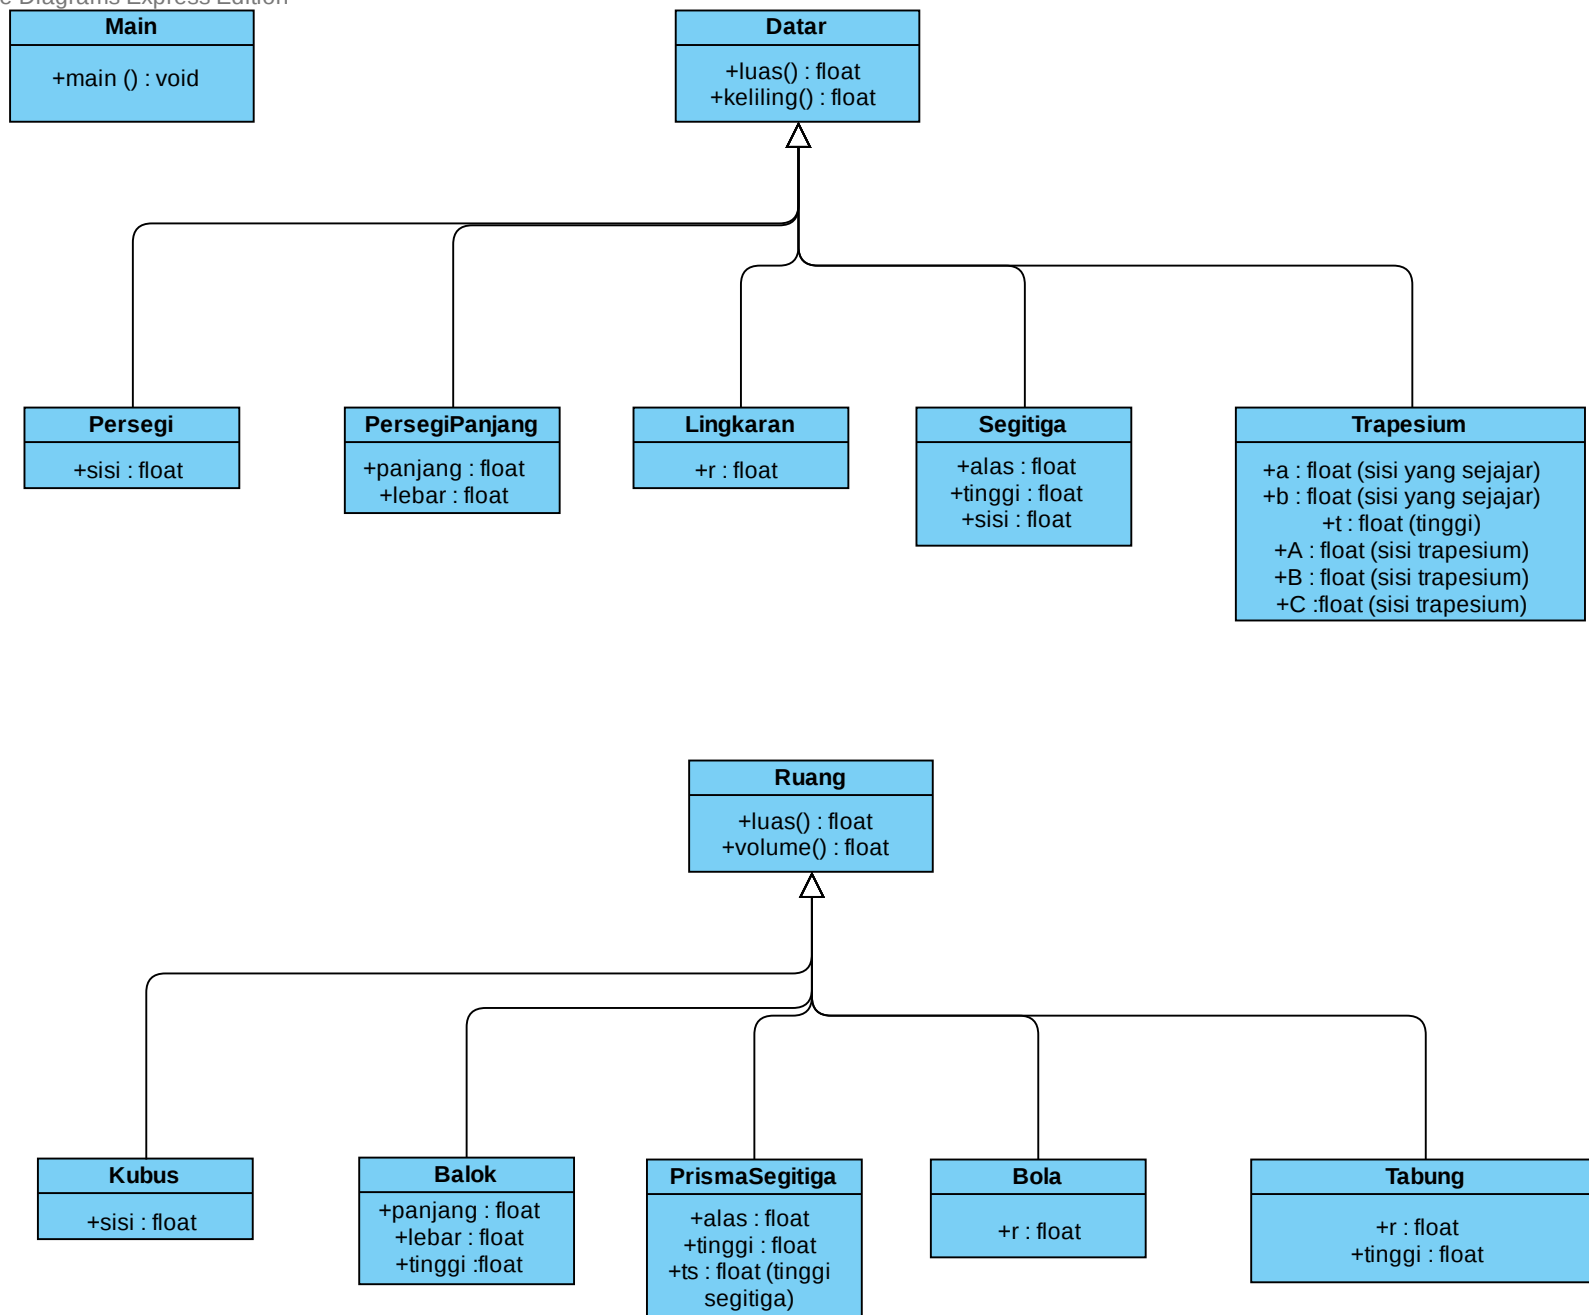 Diagrams Express Edition
Main
+main () : void
Datar
+luas() : float
+keliling() : float
Persegi
+sisi : float
PersegiPanjang
+panjang : float
+lebar : float
Lingkaran
+r : float
Segitiga
+alas : float
+tinggi : float
+sisi : float
Trapesium
+a : float (sisi yang sejajar)
+b : float (sisi yang sejajar)
+t : float (tinggi)
+A : float (sisi trapesium)
+B : float (sisi trapesium)
+C :float (sisi trapesium)
Ruang
+luas() : float
+volume() : float
Kubus
+sisi : float
Balok
+panjang : float
+lebar : float
+tinggi :float
PrismaSegitiga
+alas : float
+tinggi : float
+ts : float (tinggi
segitiga)
Bola
+r : float
Tabung
+r : float
+tinggi : float